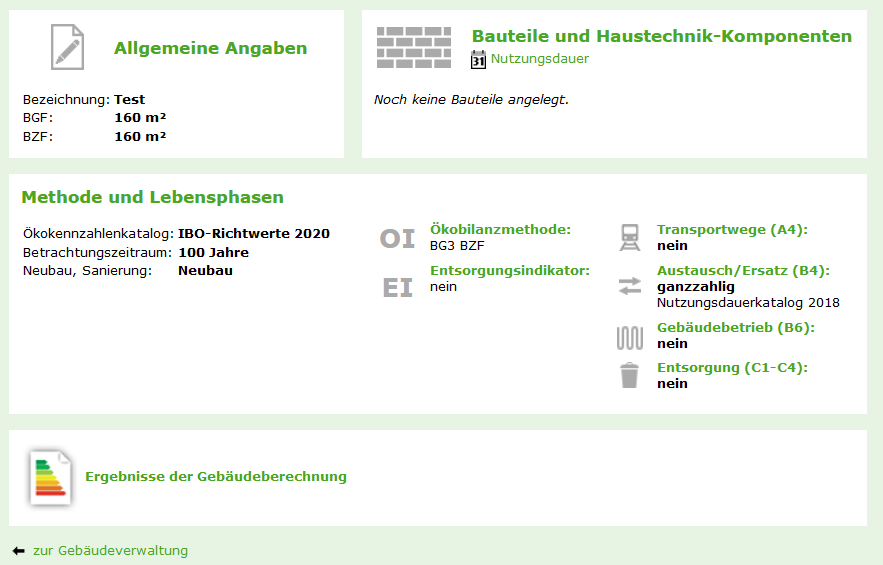 Allgemeine Angaben
Bezeichnung: Test
BGF: 160 m²
BZF: 160 m²
Bauteile und Haustechnik-Komponenten
31 Nutzungsdauer
Noch keine Bauteile angelegt.
Methode und Lebensphasen
Ökokennzahlenkatalog: IBO-Richtwerte 2020
Betrachtungszeitraum: 100 Jahre
Neubau, Sanierung: Neubau
OI Ökobilanzmethode:
BG3 BZF
EI Entsorgungsindikator:
nein
Transportwege (A4):
nein
Austausch/Ersatz (B4):
ganzzahlig
Nutzungsdauerkatalog 2018
Gebäudebetrieb (B6):
nein
Entsorgung (C1-C4):
nein
Ergebnisse der Gebäudeberechnung
zur Gebäudeverwaltung